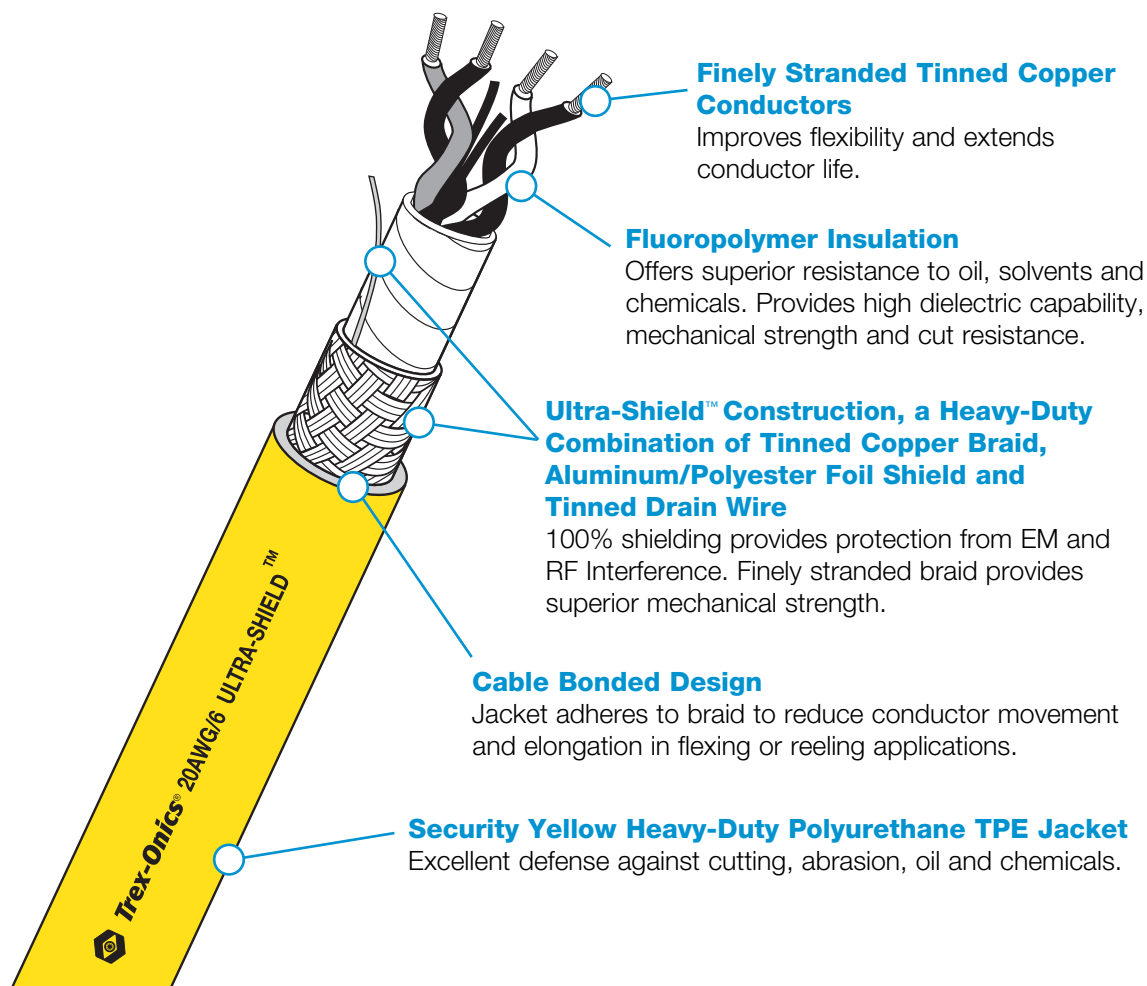 Finely Stranded Tinned Copper
Conductors
Improves flexibility and extends
conductor life.
Fluoropolymer Insulation
Offers superior resistance to oil, solvents and
chemicals. Provides high dielectric capability,
mechanical strength and cut resistance.
Ultra-Shield™ Construction, a Heavy-Duty
Combination of Tinned Copper Braid,
Aluminum/Polyester Foil Shield and
Tinned Drain Wire
100% shielding provides protection from EM and
RF Interference. Finely stranded braid provides
superior mechanical strength.
Cable Bonded Design
Jacket adheres to braid to reduce conductor movement
and elongation in flexing or reeling applications.
Security Yellow Heavy-Duty Polyurethane TPE Jacket
Excellent defense against cutting, abrasion, oil and chemicals.
Trex-Onics® 20AWG/6 ULTRA-SHIELD™